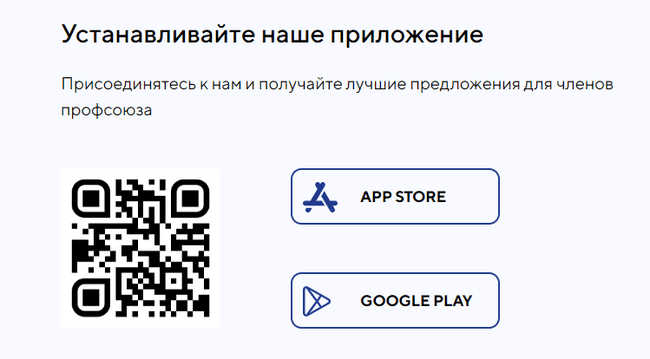 Устанавливайте наше приложение
Присоединятесь к нам и получайте лучшие предложения для членов
профсоюза
APP STORE
GOOGLE PLAY